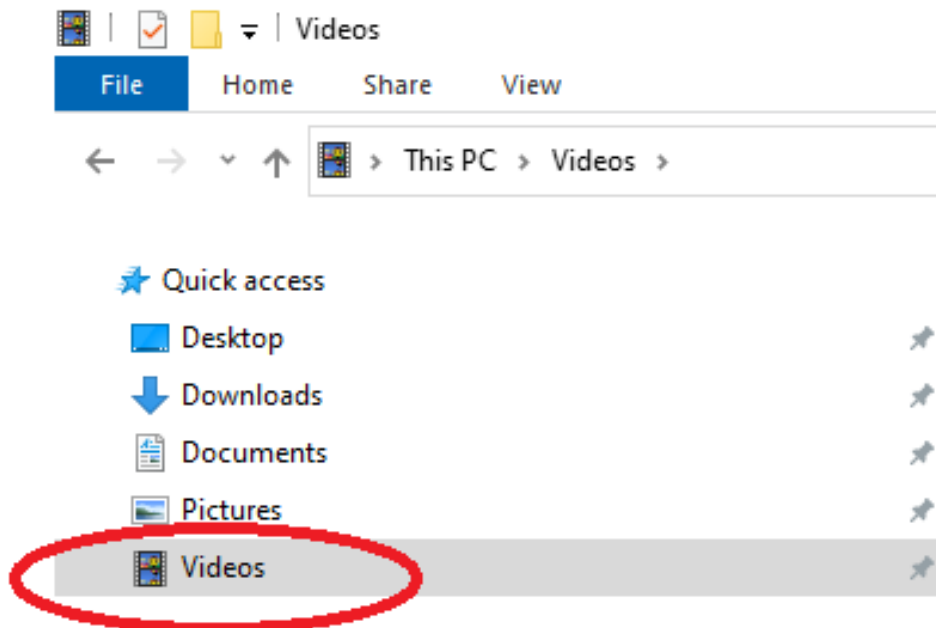 Videos
File Home Share View
> This PC > Videos >
Quick access
Desktop
Downloads
Documents
Pictures
Videos